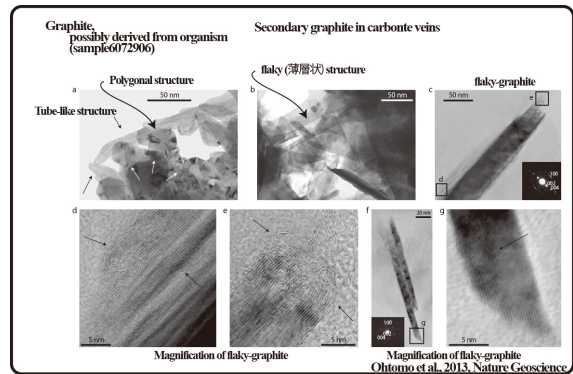 Graphite,
possibly derived from organism
(sample6072906)
Secondary graphite in carbonte veins
Polygonal structure
Tube-like structure
flaky (薄層状) structure
flaky-graphite
a
50 nm
b
50 nm
c
50 nm
e
d
100
002
004
d
5 nm
e
5 nm
f
20 nm
100
002
004
g
g
5 nm
Magnification of flaky-graphite
Magnification of flaky-graphite
Ohtomo et al., 2013, Nature Geoscience